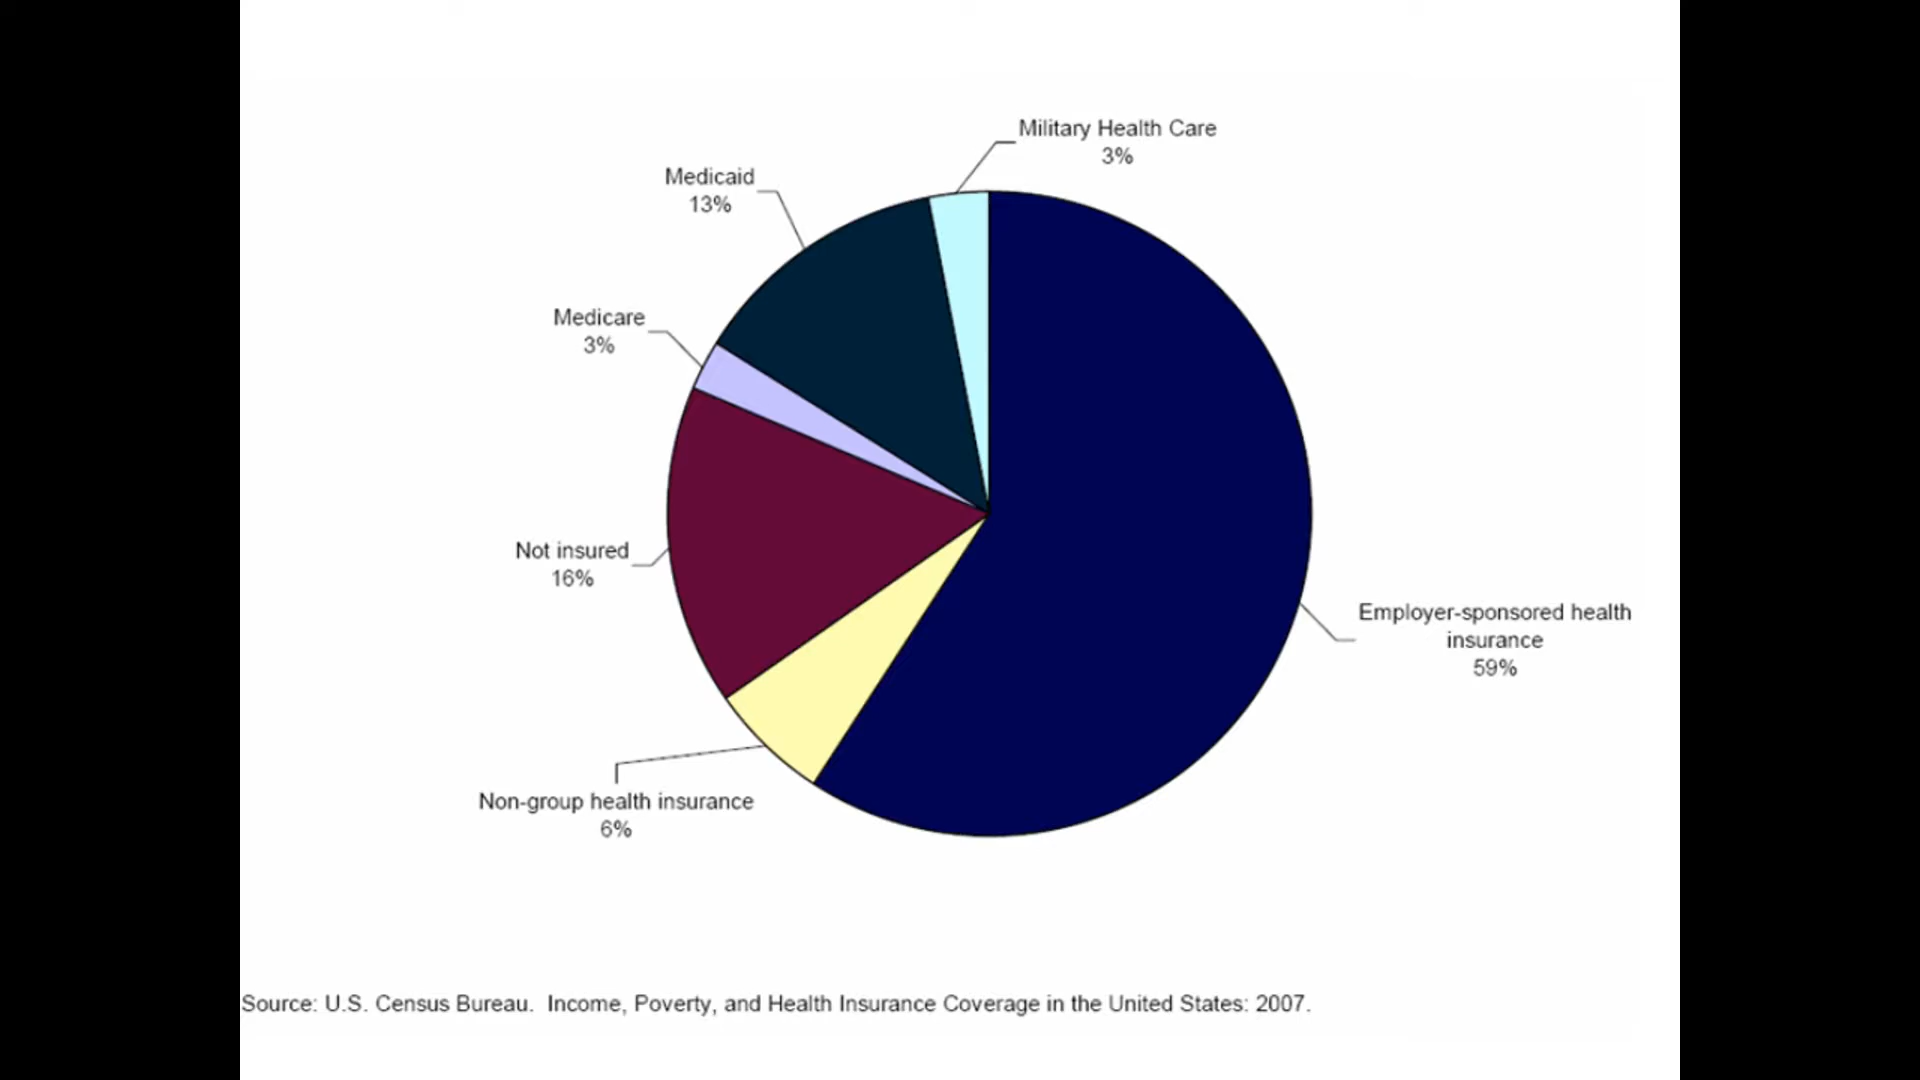 Military Health Care
3%
Medicaid
13%
Medicare
3%
Not insured
16%
Employer-sponsored health
insurance
59%
Non-group health insurance
6%
Source: U.S. Census Bureau.  Income, Poverty, and Health Insurance Coverage in the United States: 2007.